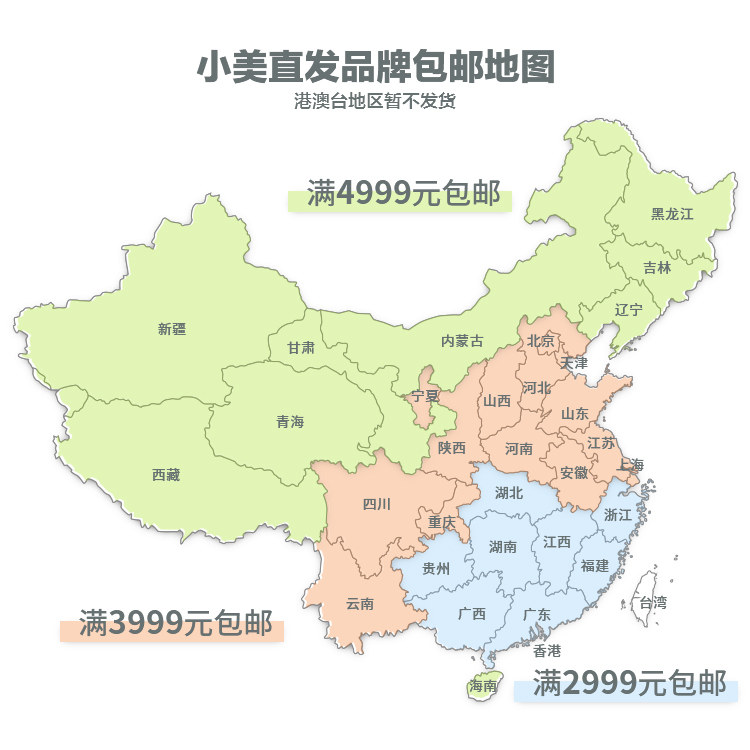 小美直发品牌包邮地图
港澳台地区暂不发货
满4999元包邮
黑龙江
吉林
辽宁
新疆
内蒙古
甘肃
北京
天津
宁夏
河北
山西
山东
青海
陕西
河南
江苏
上海
西藏
安徽
四川
湖北
重庆
浙江
湖南
江西
贵州
福建
云南
台湾
广西
广东
满3999元包邮
香港
海南
满2999元包邮